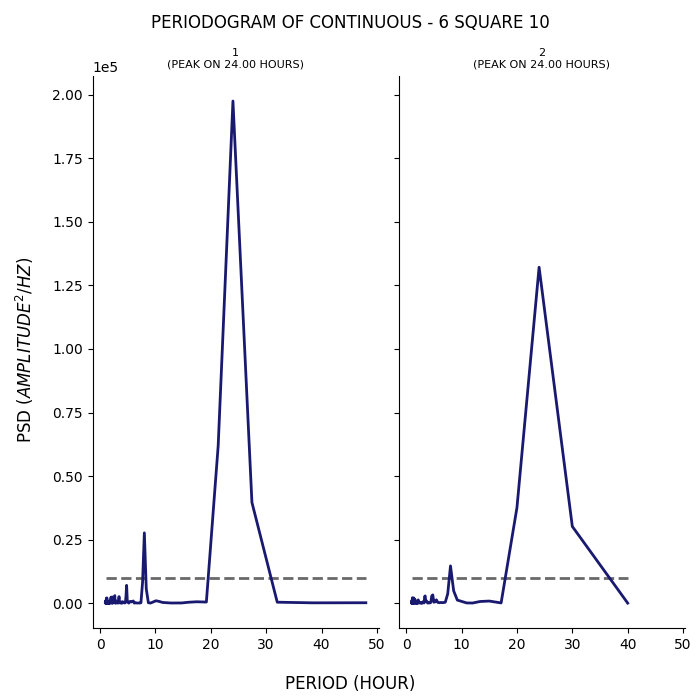 PERIODOGRAM OF CONTINUOUS - 6 SQUARE 10
1
(PEAK ON 24.00 HOURS)
2
(PEAK ON 24.00 HOURS)
1e5
2.00
1.75
1.50
1.25
1.00
0.75
0.50
0.25
0.00
PSD (AMPLITUDE²/HZ)
0 10 20 30 40 50
0 10 20 30 40 50
PERIOD (HOUR)